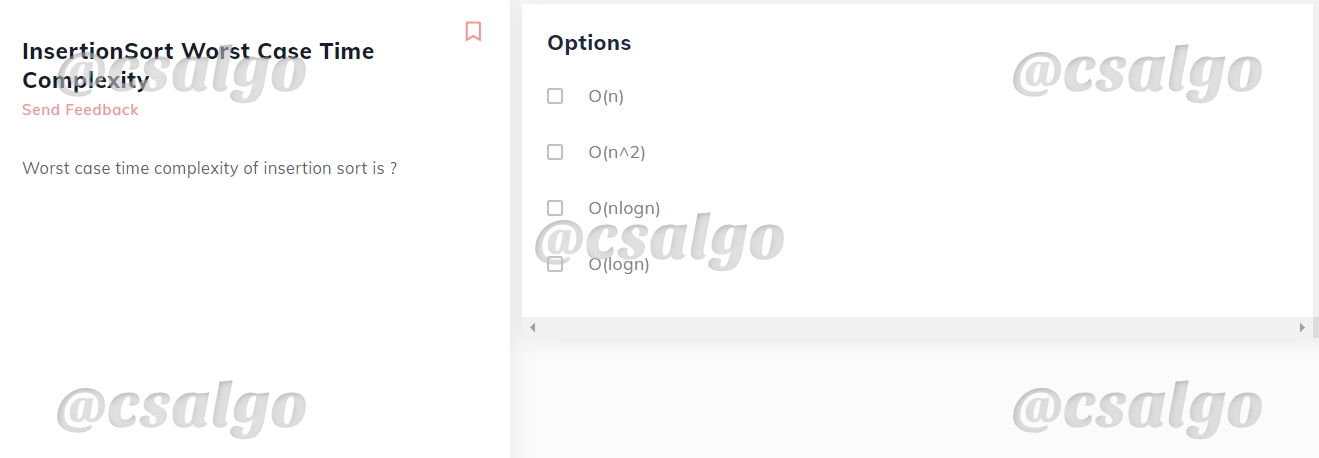 InsertionSort Worst Case Time
Complexity
Send Feedback
Worst case time complexity of insertion sort is ?
@csalgo
@csalgo
Options
O(n)
O(n^2)
O(nlogn)
O(logn)
@csalgo
@csalgo
@csalgo